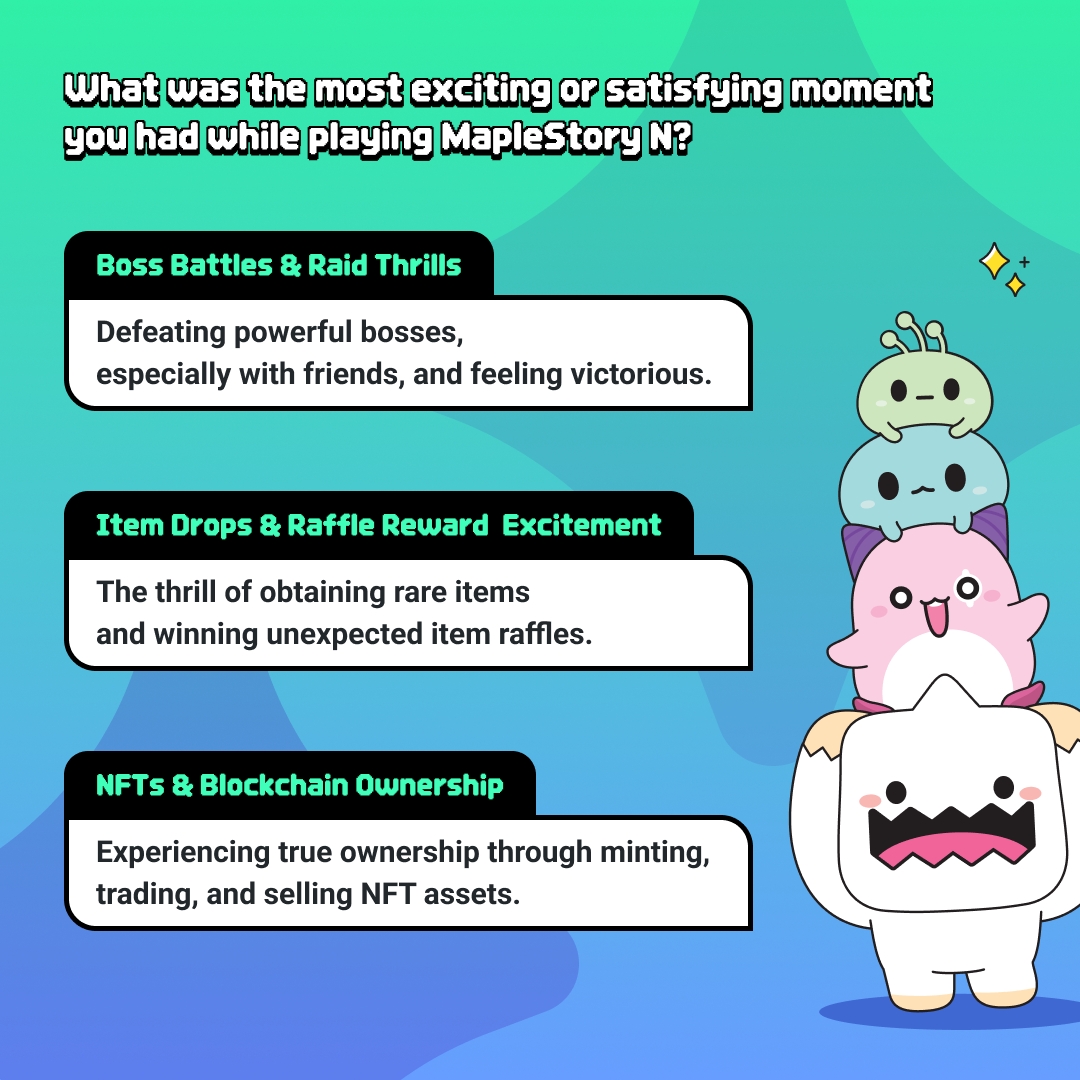 What was the most exciting or satisfying moment
you had while playing MapleStory N?
Boss Battles & Raid Thrills
Defeating powerful bosses,
especially with friends, and feeling victorious.
Item Drops & Raffle Reward  Excitement
The thrill of obtaining rare items
and winning unexpected item raffles.
NFTs & Blockchain Ownership
Experiencing true ownership through minting,
trading, and selling NFT assets.